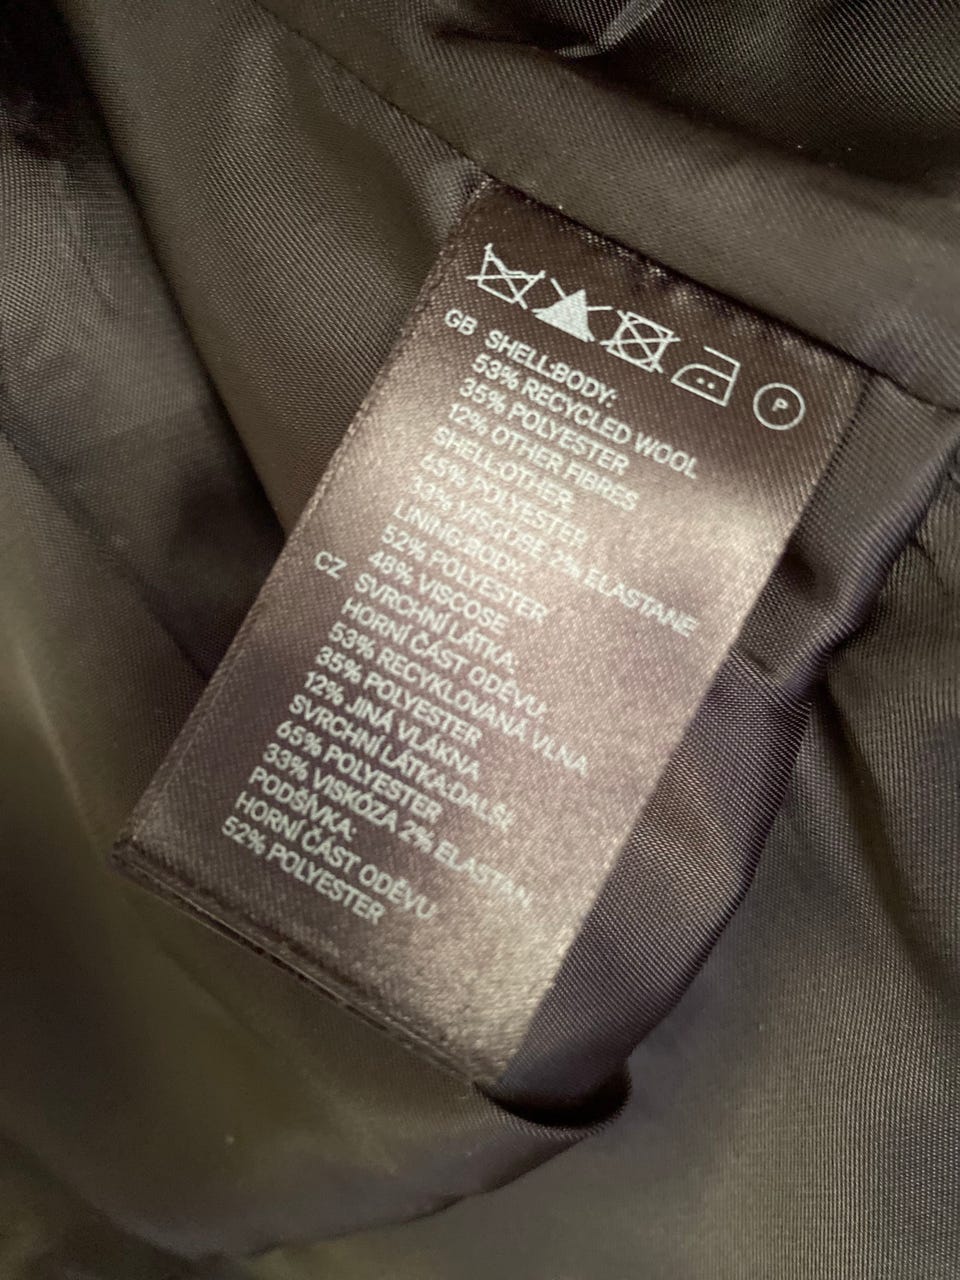 P
GB SHELL:BODY:
53% RECYCLED WOOL
35% POLYESTER
12% OTHER FIBRES
SHELL:OTHER:
65% POLYESTER
33% VISCOSE 2% ELASTANE
LINING:BODY:
52% POLYESTER
48% VISCOSE
CZ SVRCHNÍ LÁTKA:
HORNÍ ČÁST ODĚVU:
53% RECYKLOVANÁ VLNA
35% POLYESTER
12% JINÁ VLÁKNA
SVRCHNÍ LÁTKA:DALŠÍ:
65% POLYESTER
33% VISKÓZA 2% ELASTAN,
PODŠÍVKA:
HORNÍ ČÁST ODĚVU:
52% POLYESTER